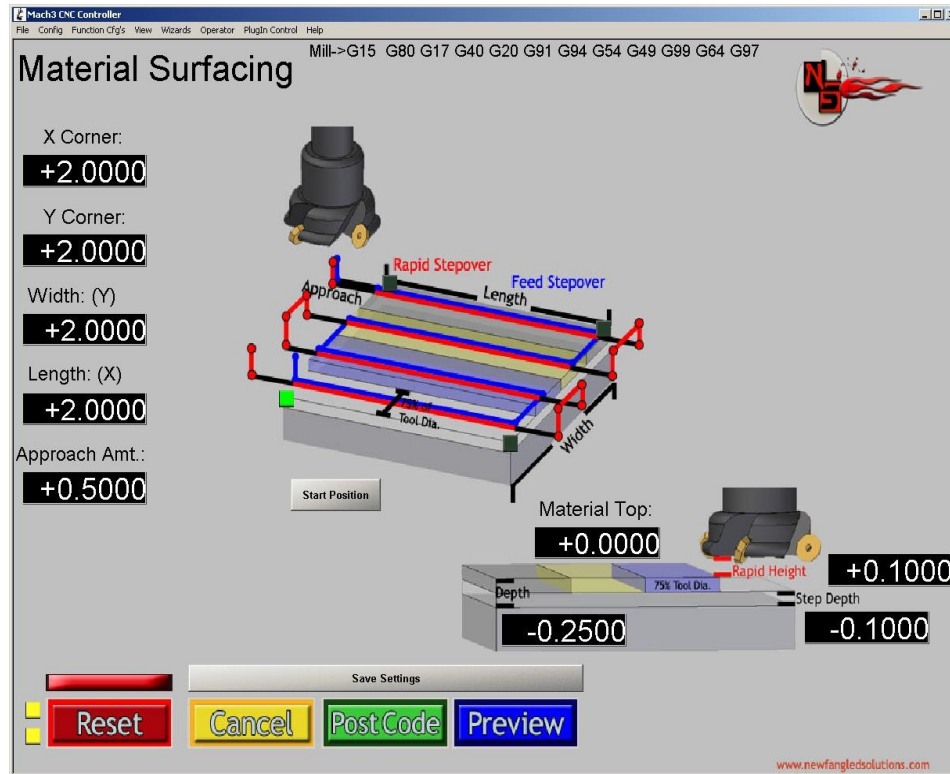 Mach3 CNC Controller
File Config Function Cfg's View Wizards Operator PlugIn Control Help
Mill->G15 G80 G17 G40 G20 G91 G94 G54 G49 G99 G64 G97
Material Surfacing
NLS
X Corner:
+2.0000
Y Corner:
+2.0000
Width: (Y)
+2.0000
Length: (X)
+2.0000
Approach Amt.:
+0.5000
Rapid Stepover
Feed Stepover
Approach
Length
75% of
Tool Dia.
Width
Start Position
Material Top:
+0.0000
Rapid Height
+0.1000
75% Tool Dia.
Depth
Step Depth
-0.2500
-0.1000
Save Settings
Reset
Cancel
Post Code
Preview
www.newfangledsolutions.com